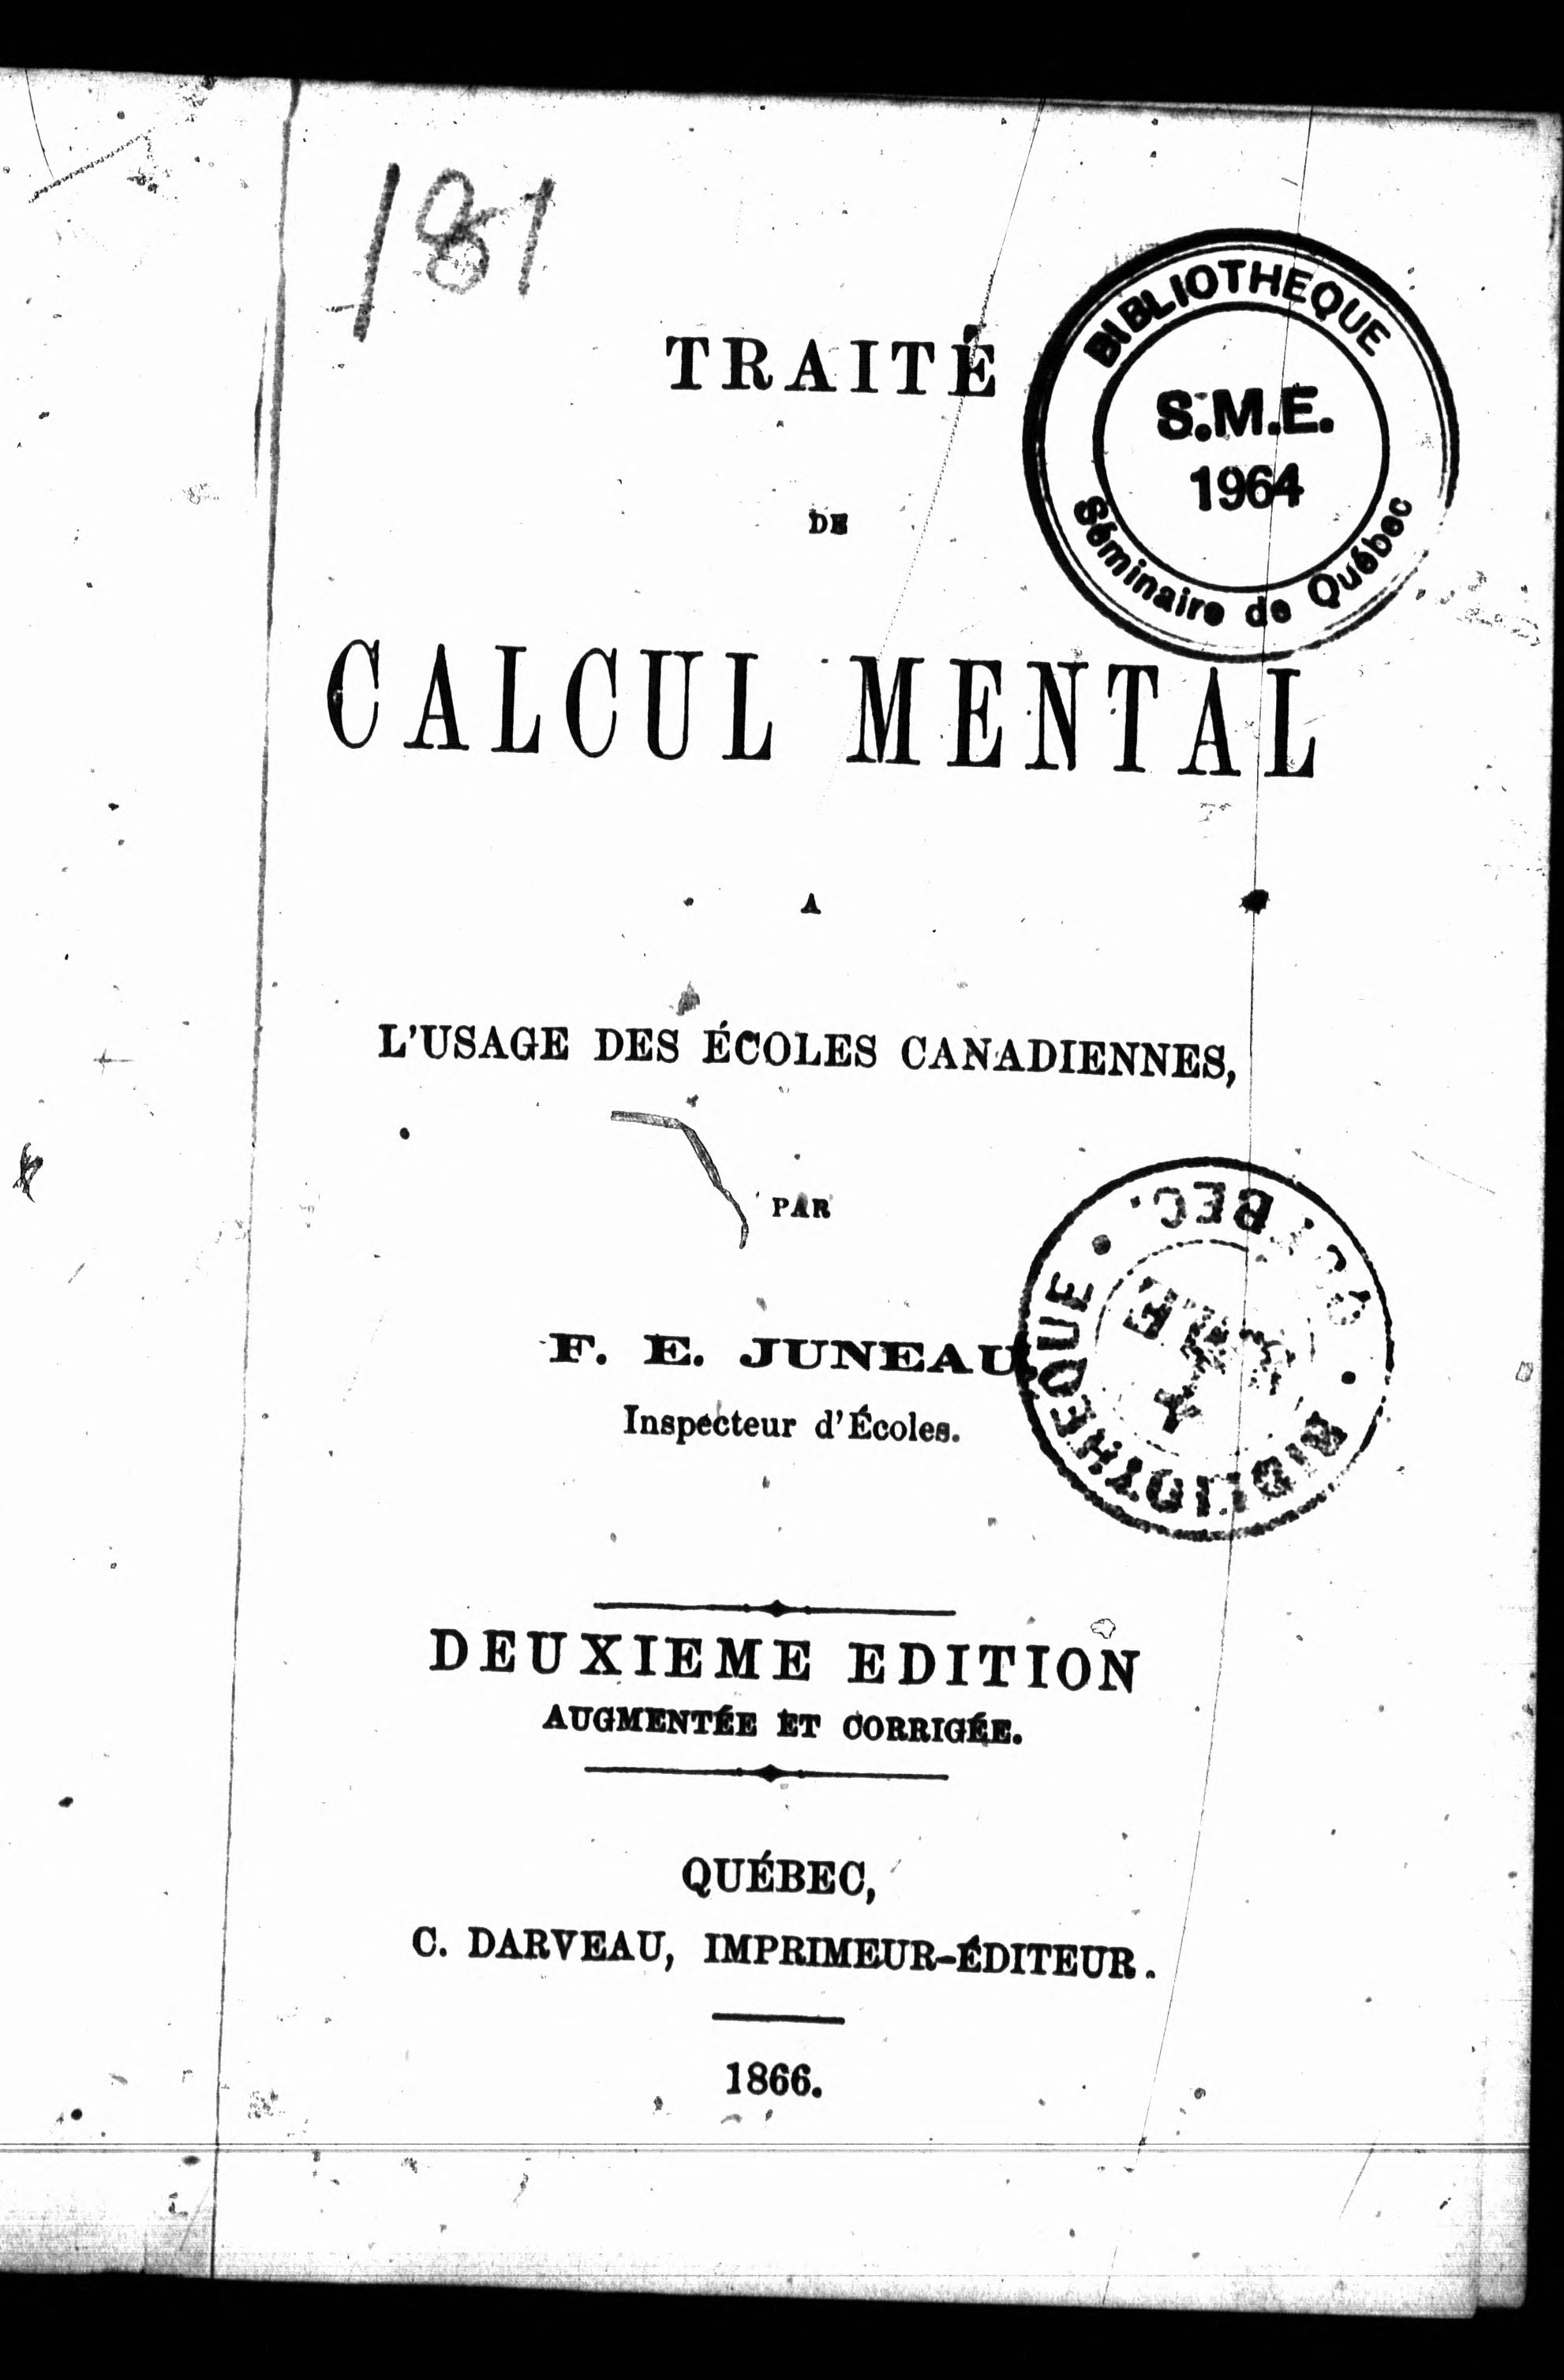 181
TRAITÉ
BIBLIOTHEQUE
S.M.E.
1964
Séminaire de Québec
DE
CALCUL MENTAL
A
L'USAGE DES ÉCOLES CANADIENNES,
PAR
F. E. JUNEAU,
Inspecteur d'Écoles.
BIBLIOTHEQUE
DEUXIEME EDITION
AUGMENTÉE ET CORRIGÉE.
QUÉBEC,
C. DARVEAU, IMPRIMEUR-ÉDITEUR.
1866.